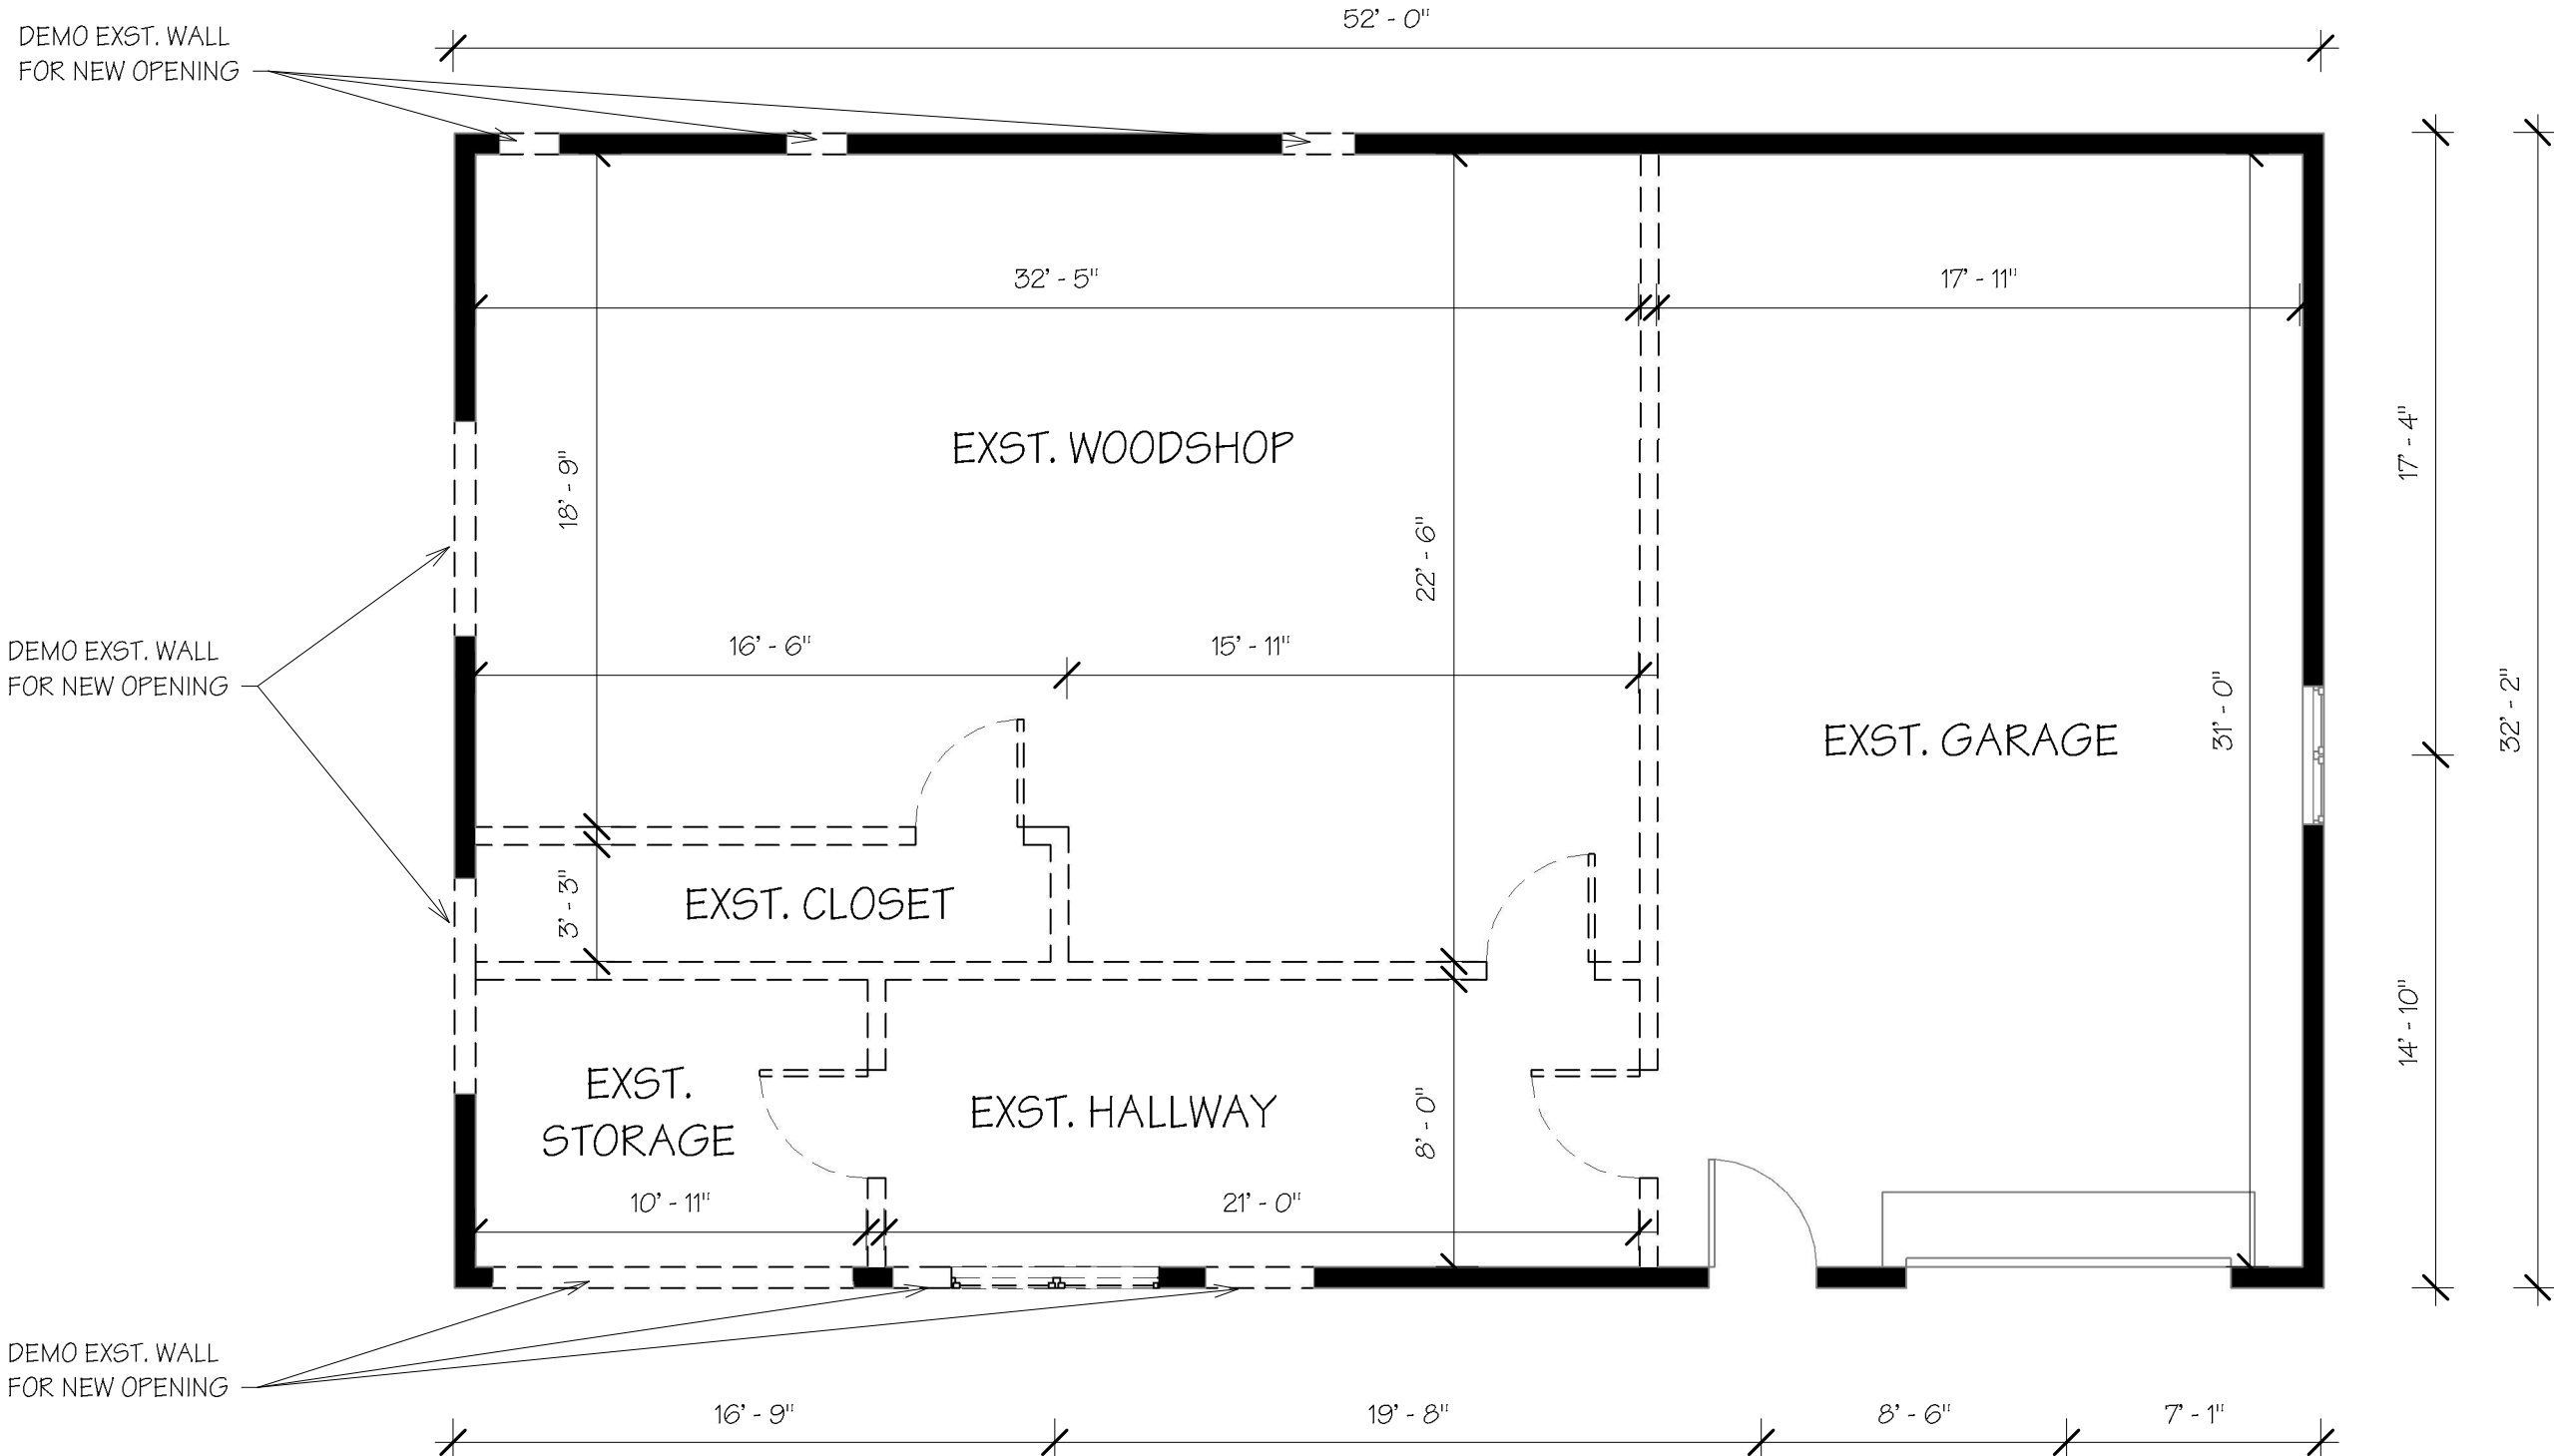 52' - 0"
DEMO EXST. WALL
FOR NEW OPENING
32' - 5"
17' - 11"
EXST. WOODSHOP
17' - 4"
18' - 9"
22' - 6"
DEMO EXST. WALL
FOR NEW OPENING
16' - 6"
15' - 11"
EXST. GARAGE
31' - 0"
32' - 2"
EXST. CLOSET
3' - 3"
14' - 10"
EXST.
STORAGE
EXST. HALLWAY
8' - 0"
10' - 11"
21' - 0"
DEMO EXST. WALL
FOR NEW OPENING
16' - 9"
19' - 8"
8' - 6"
7' - 1"